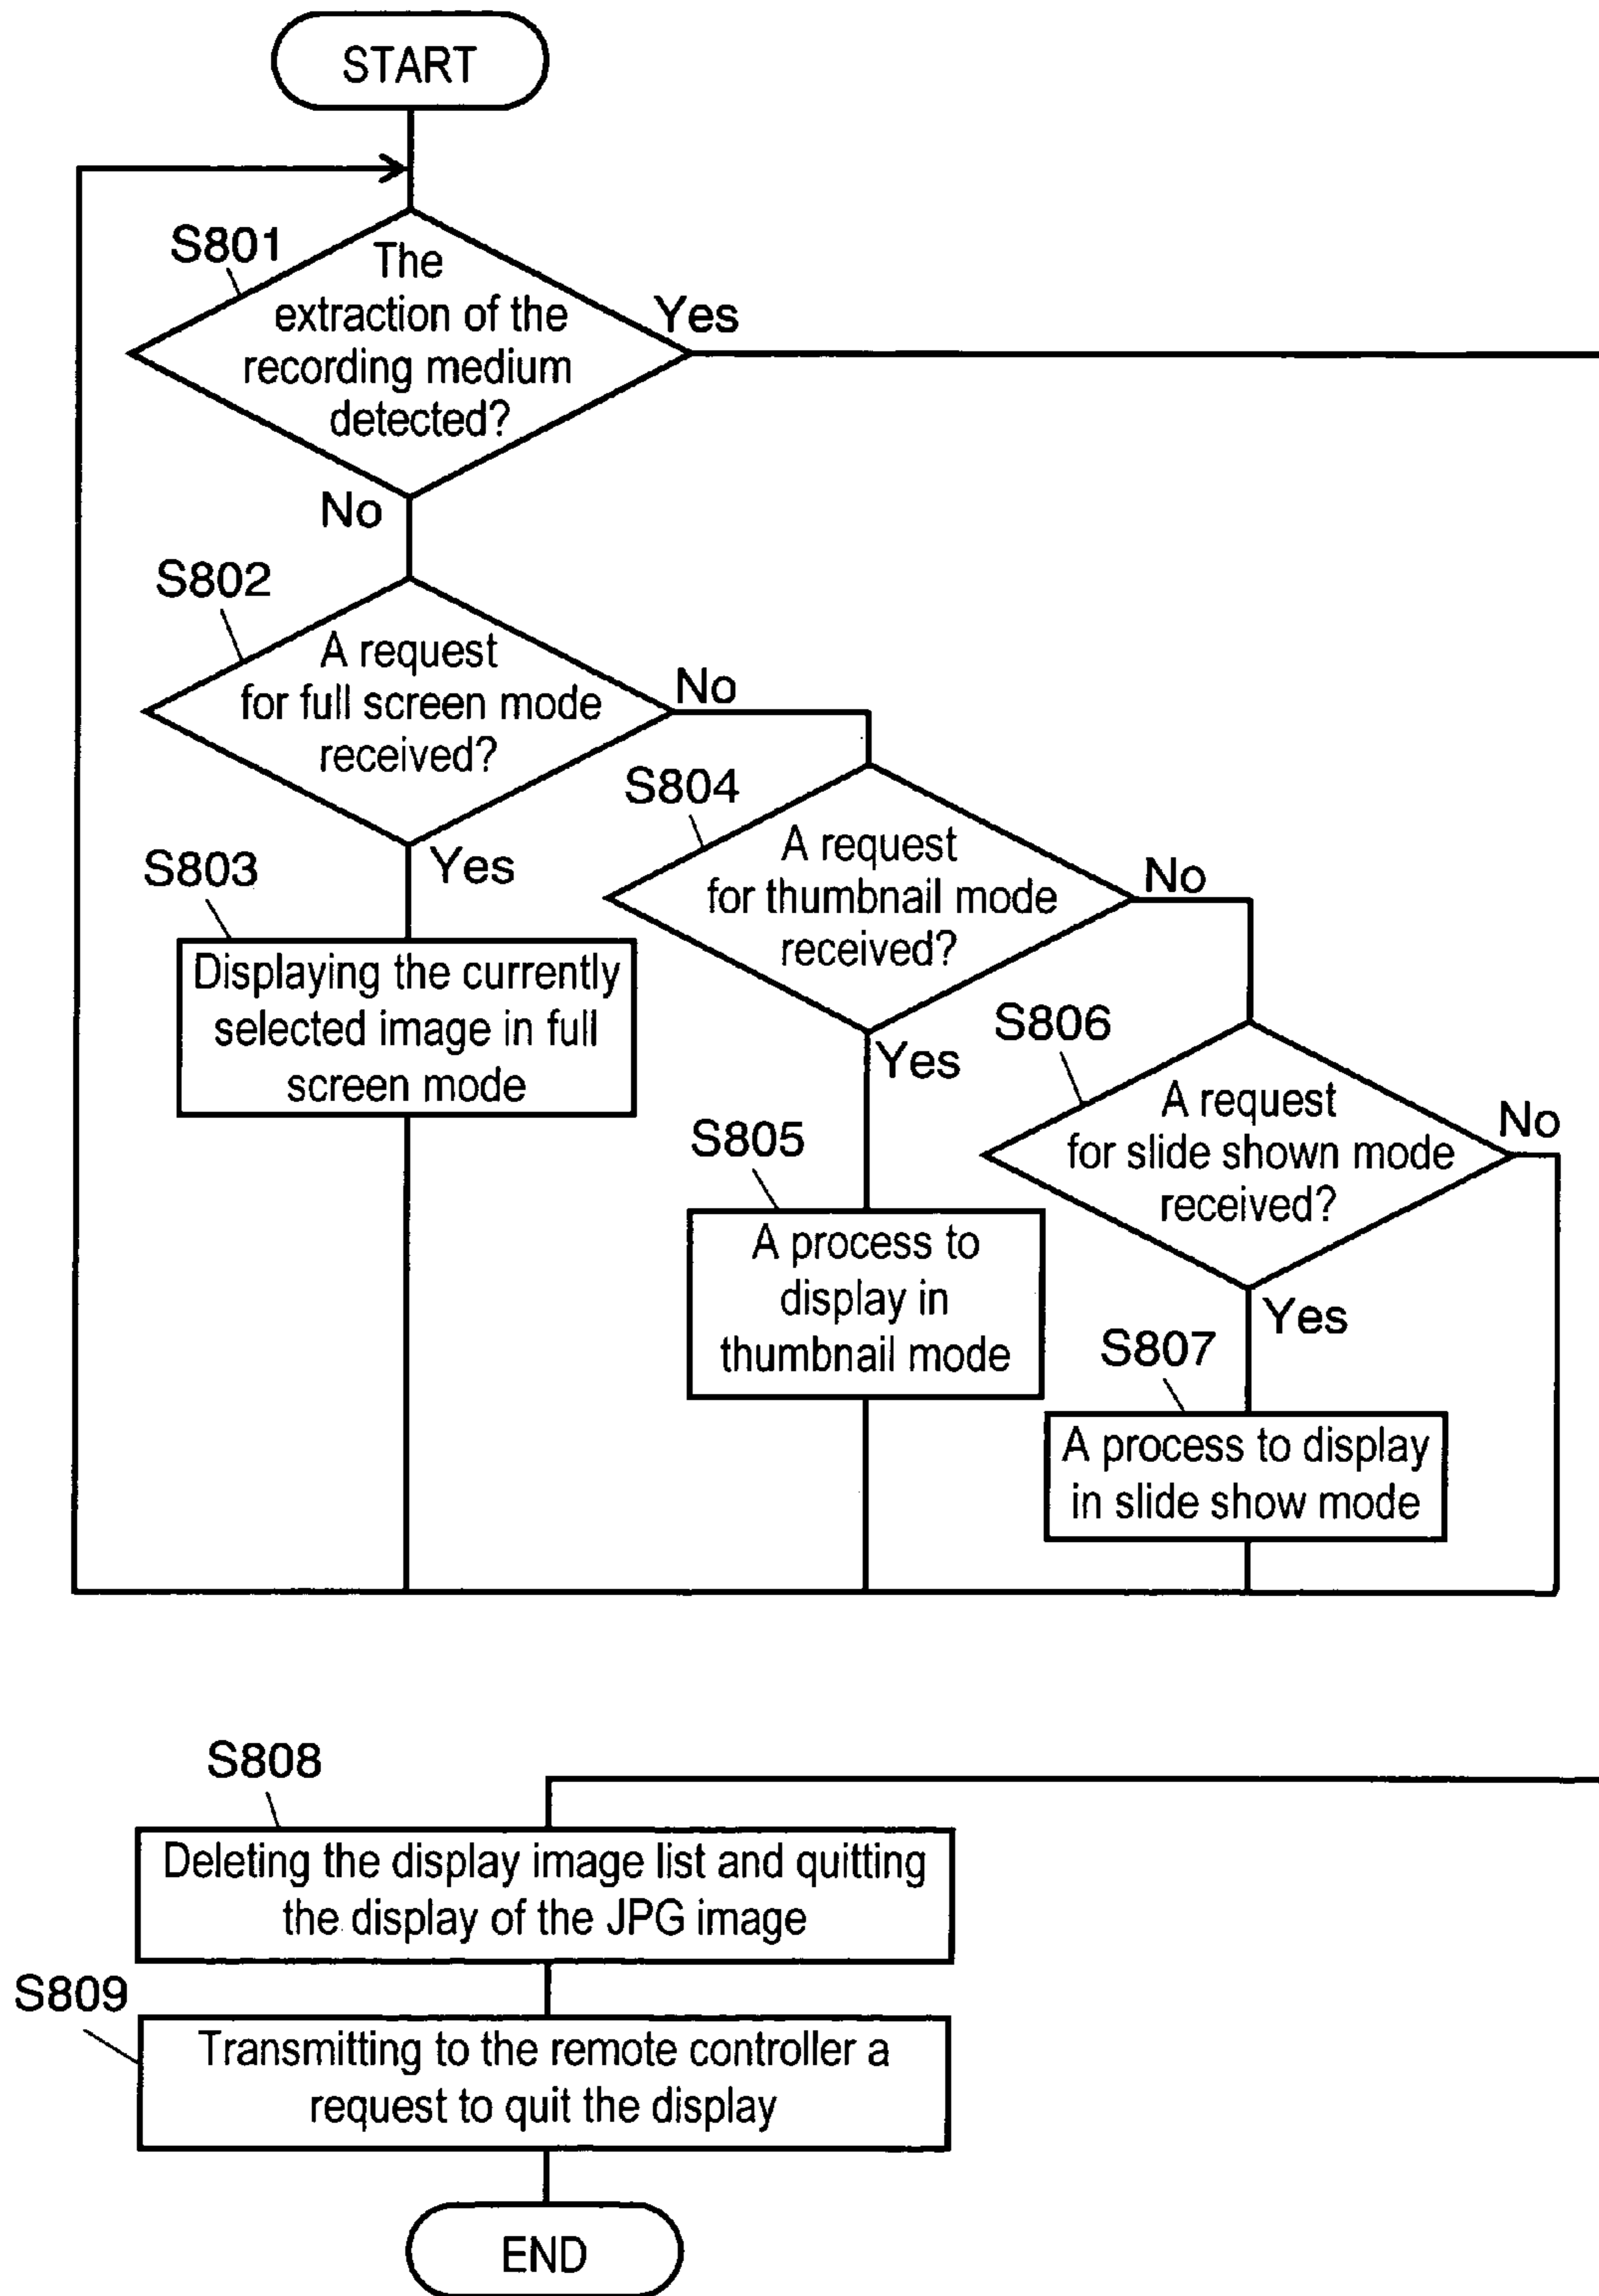 START
S801
The
extraction of the
recording medium
detected?
Yes
No
S802
A request
for full screen mode
received?
No
Yes
S803
Displaying the currently
selected image in full
screen mode
S804
A request
for thumbnail mode
received?
No
Yes
S805
A process to
display in
thumbnail mode
S806
A request
for slide shown mode
received?
No
Yes
S807
A process to display
in slide show mode
S808
Deleting the display image list and quitting
the display of the JPG image
S809
Transmitting to the remote controller a
request to quit the display
END